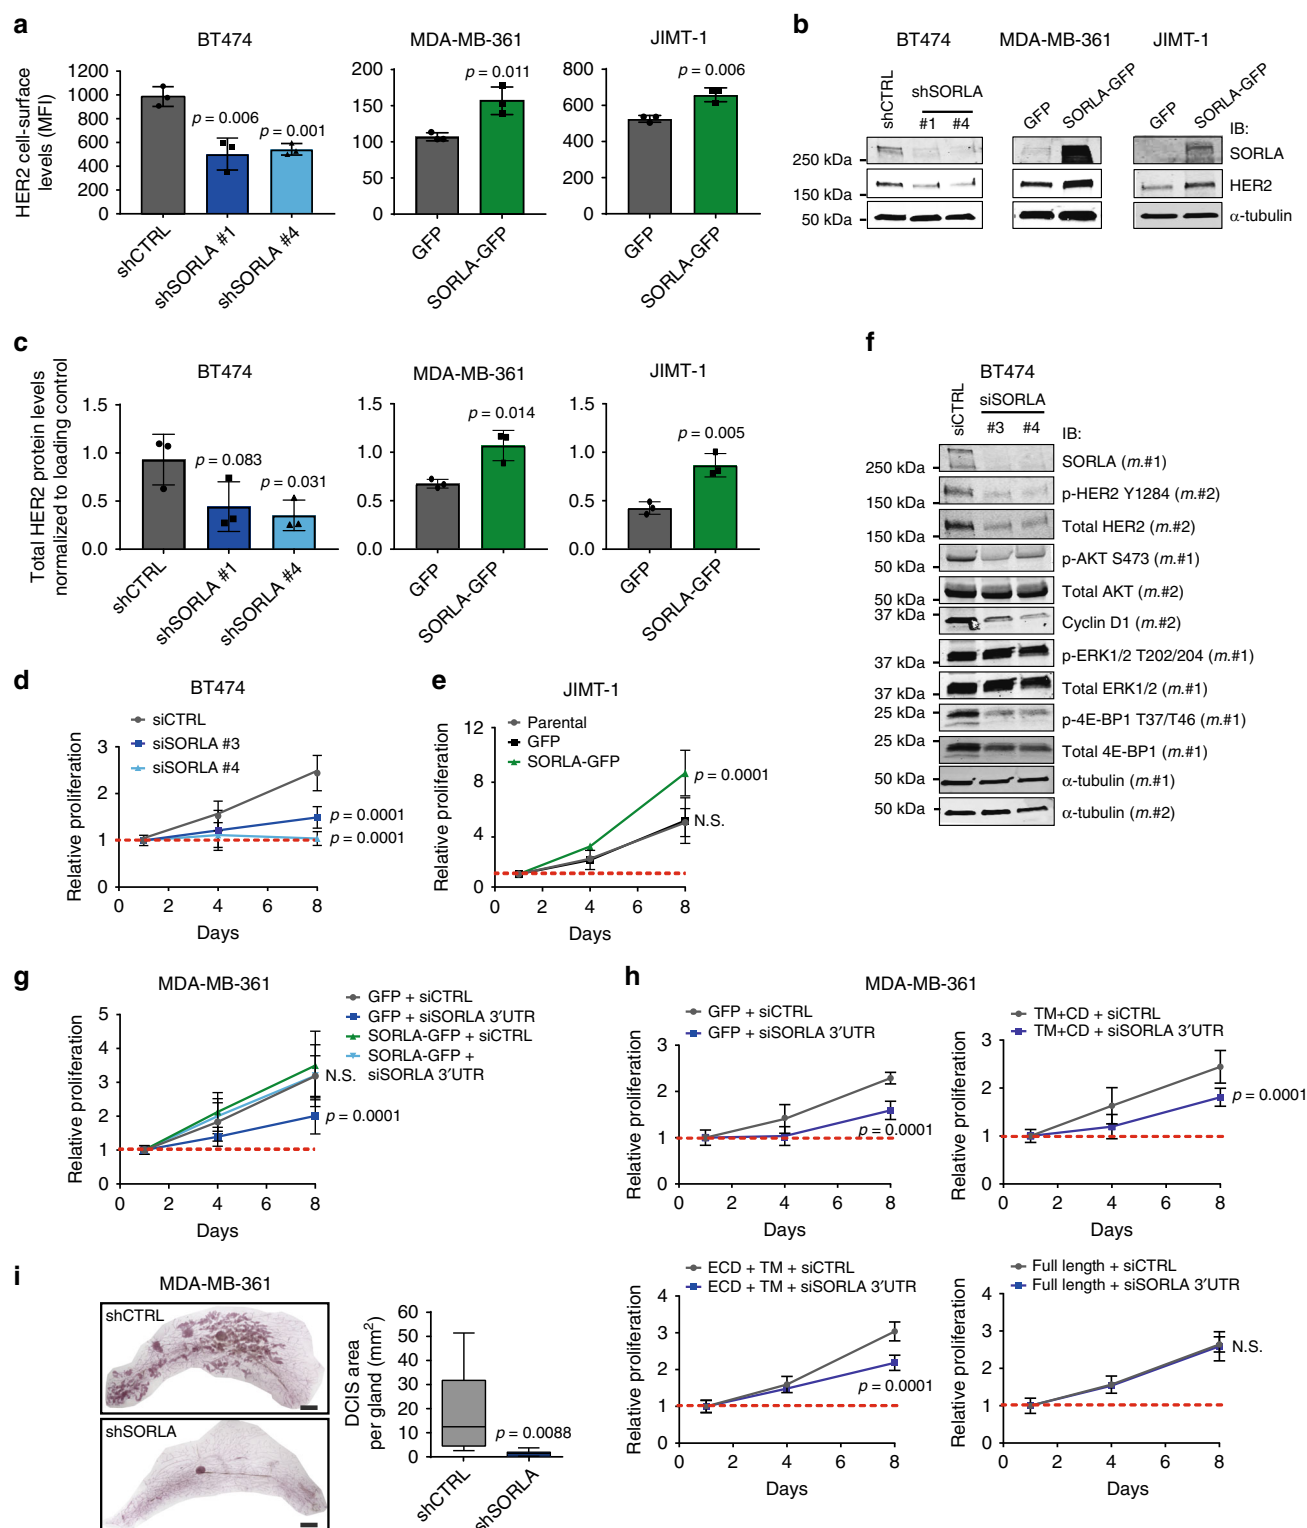 a
BT474
MDA-MB-361
JIMT-1
HER2 cell-surface
levels (MFI)
1200
1000
800
600
400
200
0
p = 0.006
p = 0.001
shCTRL
shSORLA #1
shSORLA #4
200
150
100
50
0
p = 0.011
GFP
SORLA-GFP
800
600
400
200
0
p = 0.006
GFP
SORLA-GFP
b
BT474
MDA-MB-361
JIMT-1
shCTRL
shSORLA
#1 #4
GFP
SORLA-GFP
GFP
SORLA-GFP
IB:
250 kDa
SORLA
150 kDa
HER2
50 kDa
α-tubulin
c
BT474
MDA-MB-361
JIMT-1
Total HER2 protein levels
normalized to loading control
1.5
1.0
0.5
0.0
p = 0.083
p = 0.031
shCTRL
shSORLA #1
shSORLA #4
1.5
1.0
0.5
0.0
p = 0.014
GFP
SORLA-GFP
1.5
1.0
0.5
0.0
p = 0.005
GFP
SORLA-GFP
f
BT474
siCTRL
siSORLA
#3 #4
IB:
250 kDa
SORLA (m.#1)
150 kDa
p-HER2 Y1284 (m.#2)
150 kDa
Total HER2 (m.#2)
50 kDa
p-AKT S473 (m.#1)
50 kDa
Total AKT (m.#2)
37 kDa
Cyclin D1 (m.#2)
37 kDa
p-ERK1/2 T202/204 (m.#1)
37 kDa
Total ERK1/2 (m.#1)
25 kDa
p-4E-BP1 T37/T46 (m.#1)
25 kDa
Total 4E-BP1 (m.#1)
50 kDa
α-tubulin (m.#1)
50 kDa
α-tubulin (m.#2)
d
BT474
siCTRL
siSORLA #3
siSORLA #4
Relative proliferation
3
2
1
0
p = 0.0001
p = 0.0001
0 2 4 6 8
Days
e
JIMT-1
Parental
GFP
SORLA-GFP
Relative proliferation
12
8
4
0
p = 0.0001
N.S.
0 2 4 6 8
Days
g
MDA-MB-361
GFP + siCTRL
GFP + siSORLA 3′UTR
SORLA-GFP + siCTRL
SORLA-GFP +
siSORLA 3′UTR
Relative proliferation
5
4
3
2
1
0
N.S.
p = 0.0001
0 2 4 6 8
Days
h
MDA-MB-361
GFP + siCTRL
GFP + siSORLA 3′UTR
Relative proliferation
3
2
1
0
p = 0.0001
0 2 4 6 8
Days
TM+CD + siCTRL
TM+CD + siSORLA 3′UTR
Relative proliferation
3
2
1
0
p = 0.0001
0 2 4 6 8
Days
ECD + TM + siCTRL
ECD + TM + siSORLA 3′UTR
Relative proliferation
4
3
2
1
0
p = 0.0001
0 2 4 6 8
Days
Full length + siCTRL
Full length + siSORLA 3′UTR
Relative proliferation
4
3
2
1
0
N.S.
0 2 4 6 8
Days
i
MDA-MB-361
shCTRL
shSORLA
DCIS area
per gland (mm²)
60
50
40
30
20
10
0
p = 0.0088
shCTRL
shSORLA